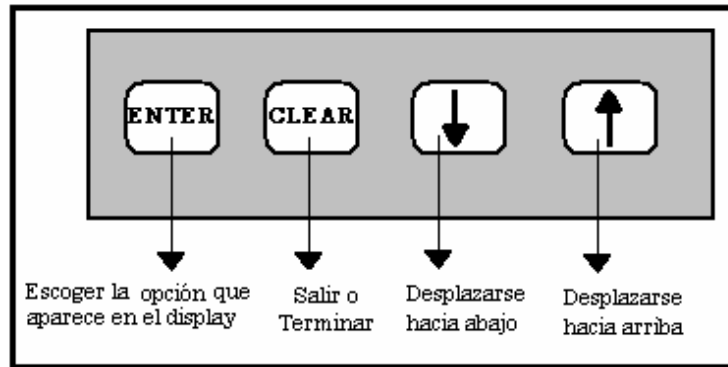 ENTER
CLEAR
Escoger la opción que
aparece en el display
Salir o
Terminar
Desplazarse
hacia abajo
Desplazarse
hacia arriba